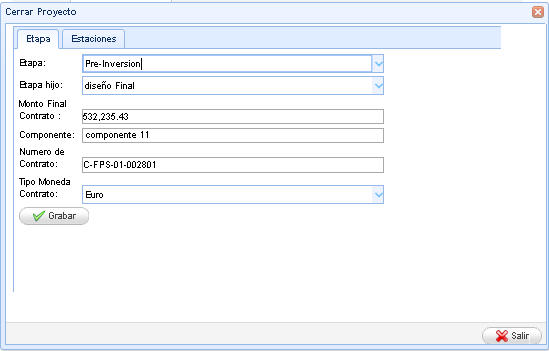 Cerrar Proyecto
Etapa Estaciones
Etapa: Pre-Inversion
Etapa hijo: diseño Final
Monto Final
Contrato : 532,235.43
Componente: componente 11
Numero de
Contrato: C-FPS-01-002801
Tipo Moneda
Contrato: Euro
Grabar
Salir